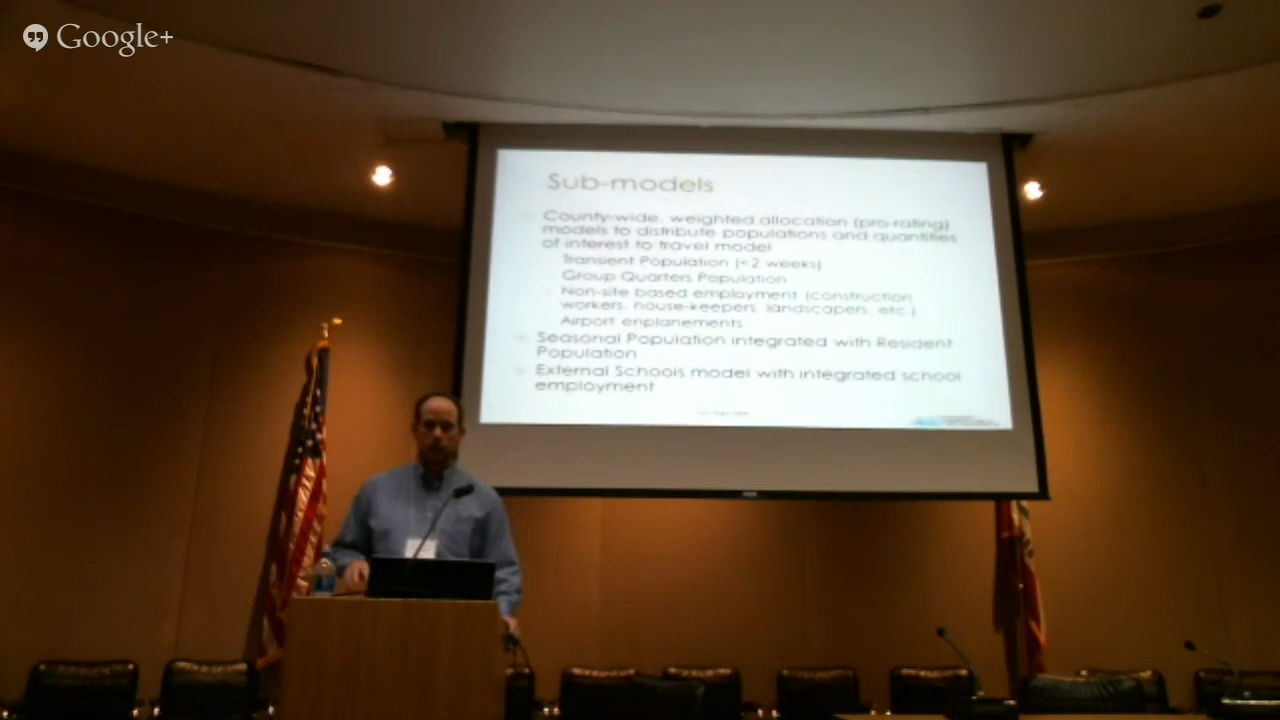 Google+
Sub-models
County-wide, weighted allocation (pro-rating)
models to distribute populations and quantities
of interest to travel model
Transient Population (<2 weeks)
Group Quarters Population
Non-site based employment (construction
workers, house-keepers, landscapers, etc.)
Airport enplanements
Seasonal Population integrated with Resident
Population
External Schools model with integrated school
employment